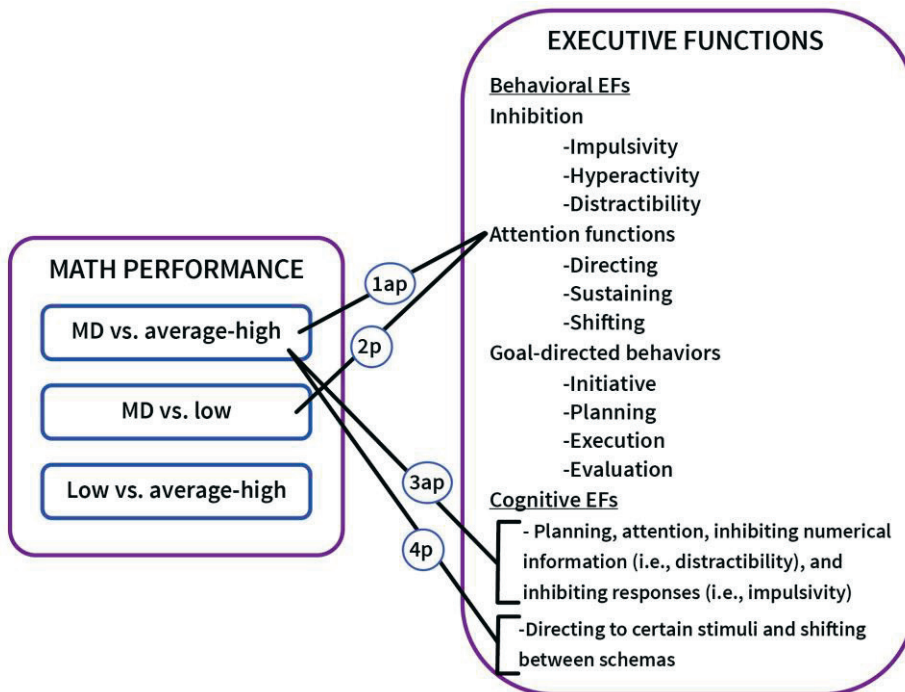 MATH PERFORMANCE
MD vs. average-high
MD vs. low
Low vs. average-high
1ap
2p
3ap
4p
EXECUTIVE FUNCTIONS
Behavioral EFs
Inhibition
-Impulsivity
-Hyperactivity
-Distractibility
Attention functions
-Directing
-Sustaining
-Shifting
Goal-directed behaviors
-Initiative
-Planning
-Execution
-Evaluation
Cognitive EFs
- Planning, attention, inhibiting numerical
information (i.e., distractibility), and
inhibiting responses (i.e., impulsivity)
-Directing to certain stimuli and shifting
between schemas